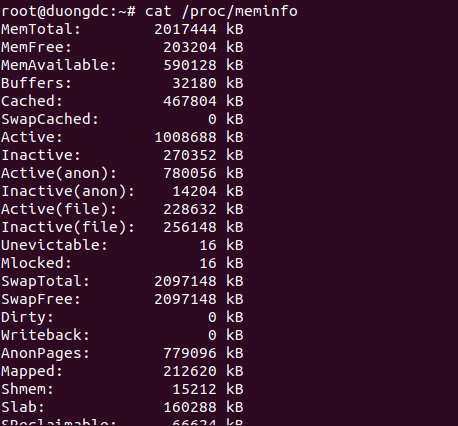 root@duongdc:~# cat /proc/meminfo
MemTotal: 2017444 kB
MemFree: 203204 kB
MemAvailable: 590128 kB
Buffers: 32180 kB
Cached: 467804 kB
SwapCached: 0 kB
Active: 1008688 kB
Inactive: 270352 kB
Active(anon): 780056 kB
Inactive(anon): 14204 kB
Active(file): 228632 kB
Inactive(file): 256148 kB
Unevictable: 16 kB
Mlocked: 16 kB
SwapTotal: 2097148 kB
SwapFree: 2097148 kB
Dirty: 0 kB
Writeback: 0 kB
AnonPages: 779096 kB
Mapped: 212620 kB
Shmem: 15212 kB
Slab: 160288 kB
SReclaimable: 66624 kB